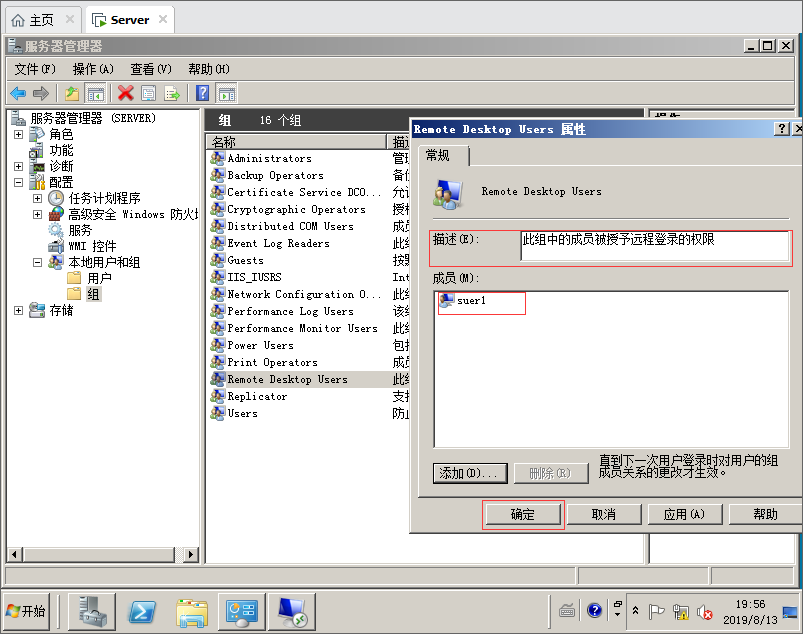 主页
Server
服务器管理器
文件(F) 操作(A) 查看(V) 帮助(H)
服务器管理器 (SERVER)
角色
功能
诊断
配置
任务计划程序
高级安全 Windows 防火
服务
WMI 控件
本地用户和组
用户
组
存储
组 16 个组
名称
Administrators
Backup Operators
Certificate Service DCO...
Cryptographic Operators
Distributed COM Users
Event Log Readers
Guests
IIS_IUSRS
Network Configuration O...
Performance Log Users
Performance Monitor Users
Power Users
Print Operators
Remote Desktop Users
Replicator
Users
描
管
备
允
授
成
此
按
Int
此
该
此
包
成
此
支
防
Remote Desktop Users 属性
常规
Remote Desktop Users
描述(E): 此组中的成员被授予远程登录的权限
成员(M):
suer1
添加(D)... 删除(R)
直到下一次用户登录时对用户的组
成员关系的更改才生效。
确定 取消 应用(A) 帮助
开始
19:56
2019/8/13